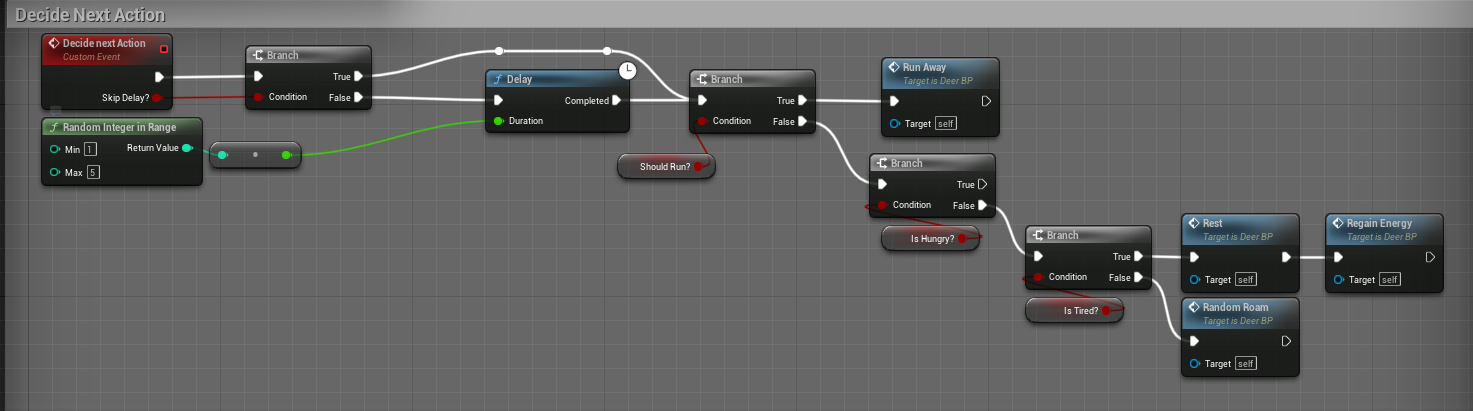 Decide Next Action
Decide next Action
Custom Event
Skip Delay?
Random Integer in Range
Min 1
Return Value
Max 5
Branch
True
Condition
False
Delay
Completed
Duration
Branch
True
Condition
False
Should Run?
Run Away
Target is Deer BP
Target self
Branch
True
Condition
False
Is Hungry?
Branch
True
Condition
False
Is Tired?
Rest
Target is Deer BP
Target self
Regain Energy
Target is Deer BP
Target self
Random Roam
Target is Deer BP
Target self